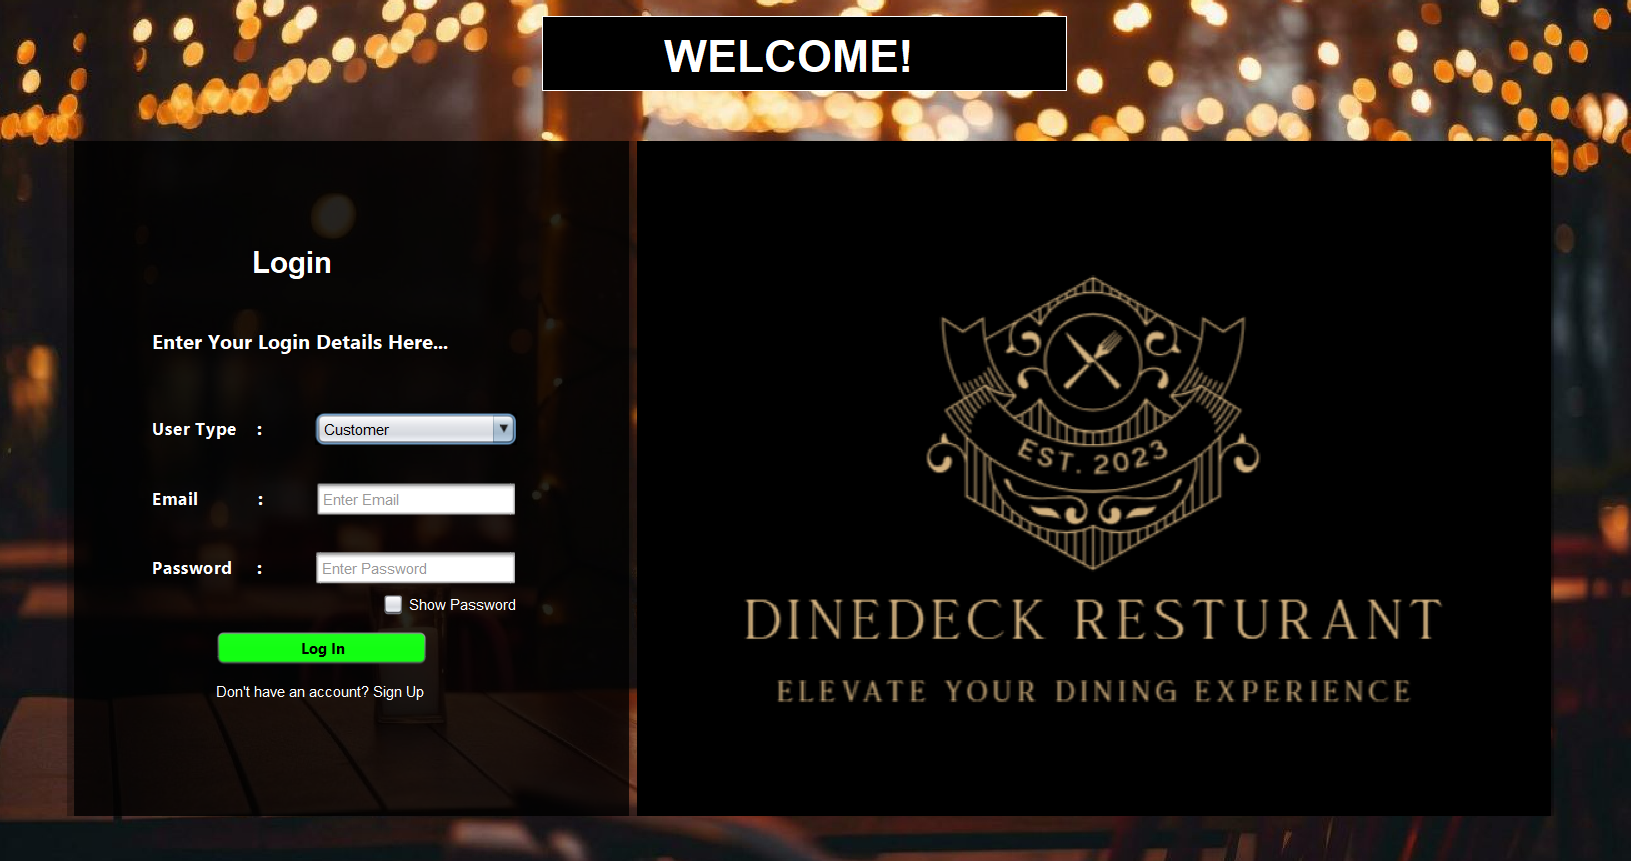 WELCOME!
Login
Enter Your Login Details Here...
User Type :
Customer
Email :
Enter Email
Password :
Enter Password
Show Password
Log In
Don't have an account? Sign Up
EST. 2023
DINEDECK RESTURANT
ELEVATE YOUR DINING EXPERIENCE